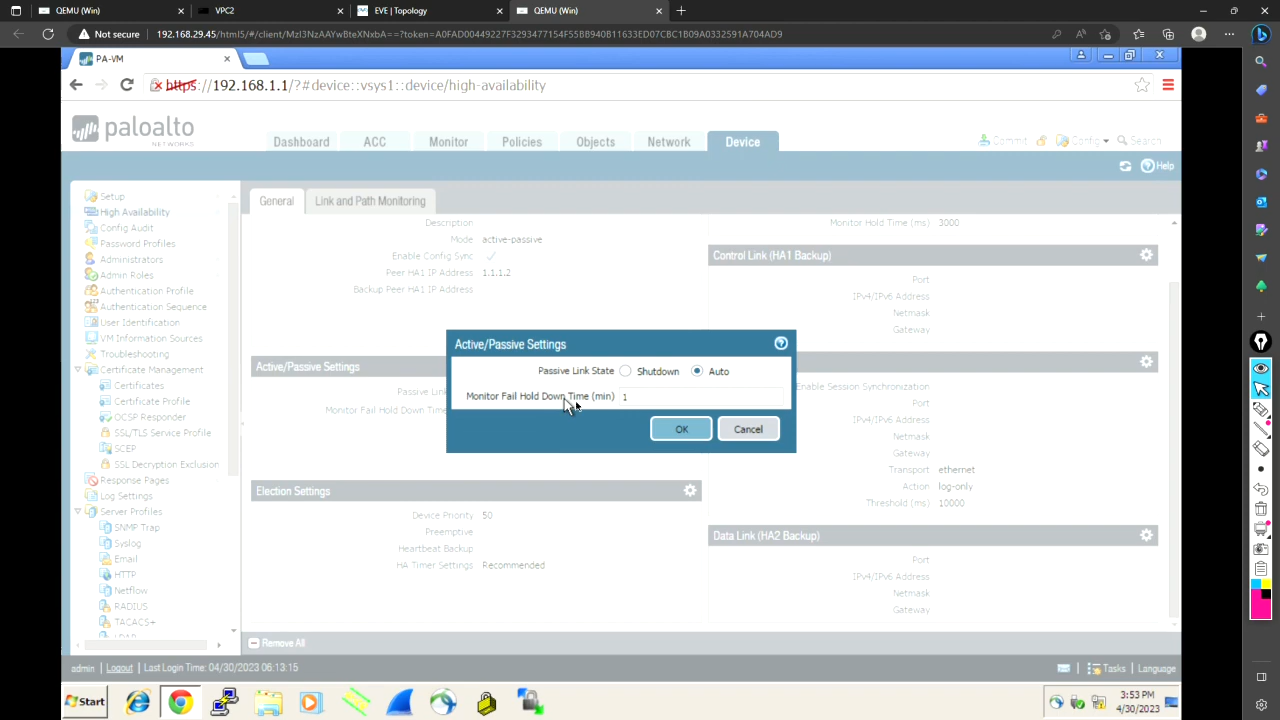 QEMU (Win)
VPC2
EVE | Topology
QEMU (Win)
Not secure
192.168.29.45/html5/#/client/MzI3NzAAYwBteXNxbA==?token=A0FAD00449227F3293477154F55BB940B11633ED07CBC1B09A0332591A704AD9
PA-VM
https://192.168.1.1/?#device::vsys1::device/high-availability
paloalto
NETWORKS
Dashboard
ACC
Monitor
Policies
Objects
Network
Device
Commit
Config
Search
Help
Setup
High Availability
Config Audit
Password Profiles
Administrators
Admin Roles
Authentication Profile
Authentication Sequence
User Identification
VM Information Sources
Troubleshooting
Certificate Management
Certificates
Certificate Profile
OCSP Responder
SSL/TLS Service Profile
SCEP
SSL Decryption Exclusion
Response Pages
Log Settings
Server Profiles
SNMP Trap
Syslog
Email
HTTP
Netflow
RADIUS
TACACS+
LDAP
General
Link and Path Monitoring
Description
Mode active-passive
Enable Config Sync
Peer HA1 IP Address 1.1.1.2
Backup Peer HA1 IP Address
Active/Passive Settings
Passive Link
Monitor Fail Hold Down Time
Election Settings
Device Priority 50
Preemptive
Heartbeat Backup
HA Timer Settings Recommended
Monitor Hold Time (ms) 3000
Control Link (HA1 Backup)
Port
IPv4/IPv6 Address
Netmask
Gateway
Enable Session Synchronization
Port
IPv4/IPv6 Address
Netmask
Gateway
Transport ethernet
Action log-only
Threshold (ms) 10000
Data Link (HA2 Backup)
Port
IPv4/IPv6 Address
Netmask
Gateway
Active/Passive Settings
Passive Link State Shutdown Auto
Monitor Fail Hold Down Time (min) 1
OK
Cancel
Remove All
admin | Logout | Last Login Time: 04/30/2023 06:13:15
Tasks | Language
Start
3:53 PM
4/30/2023